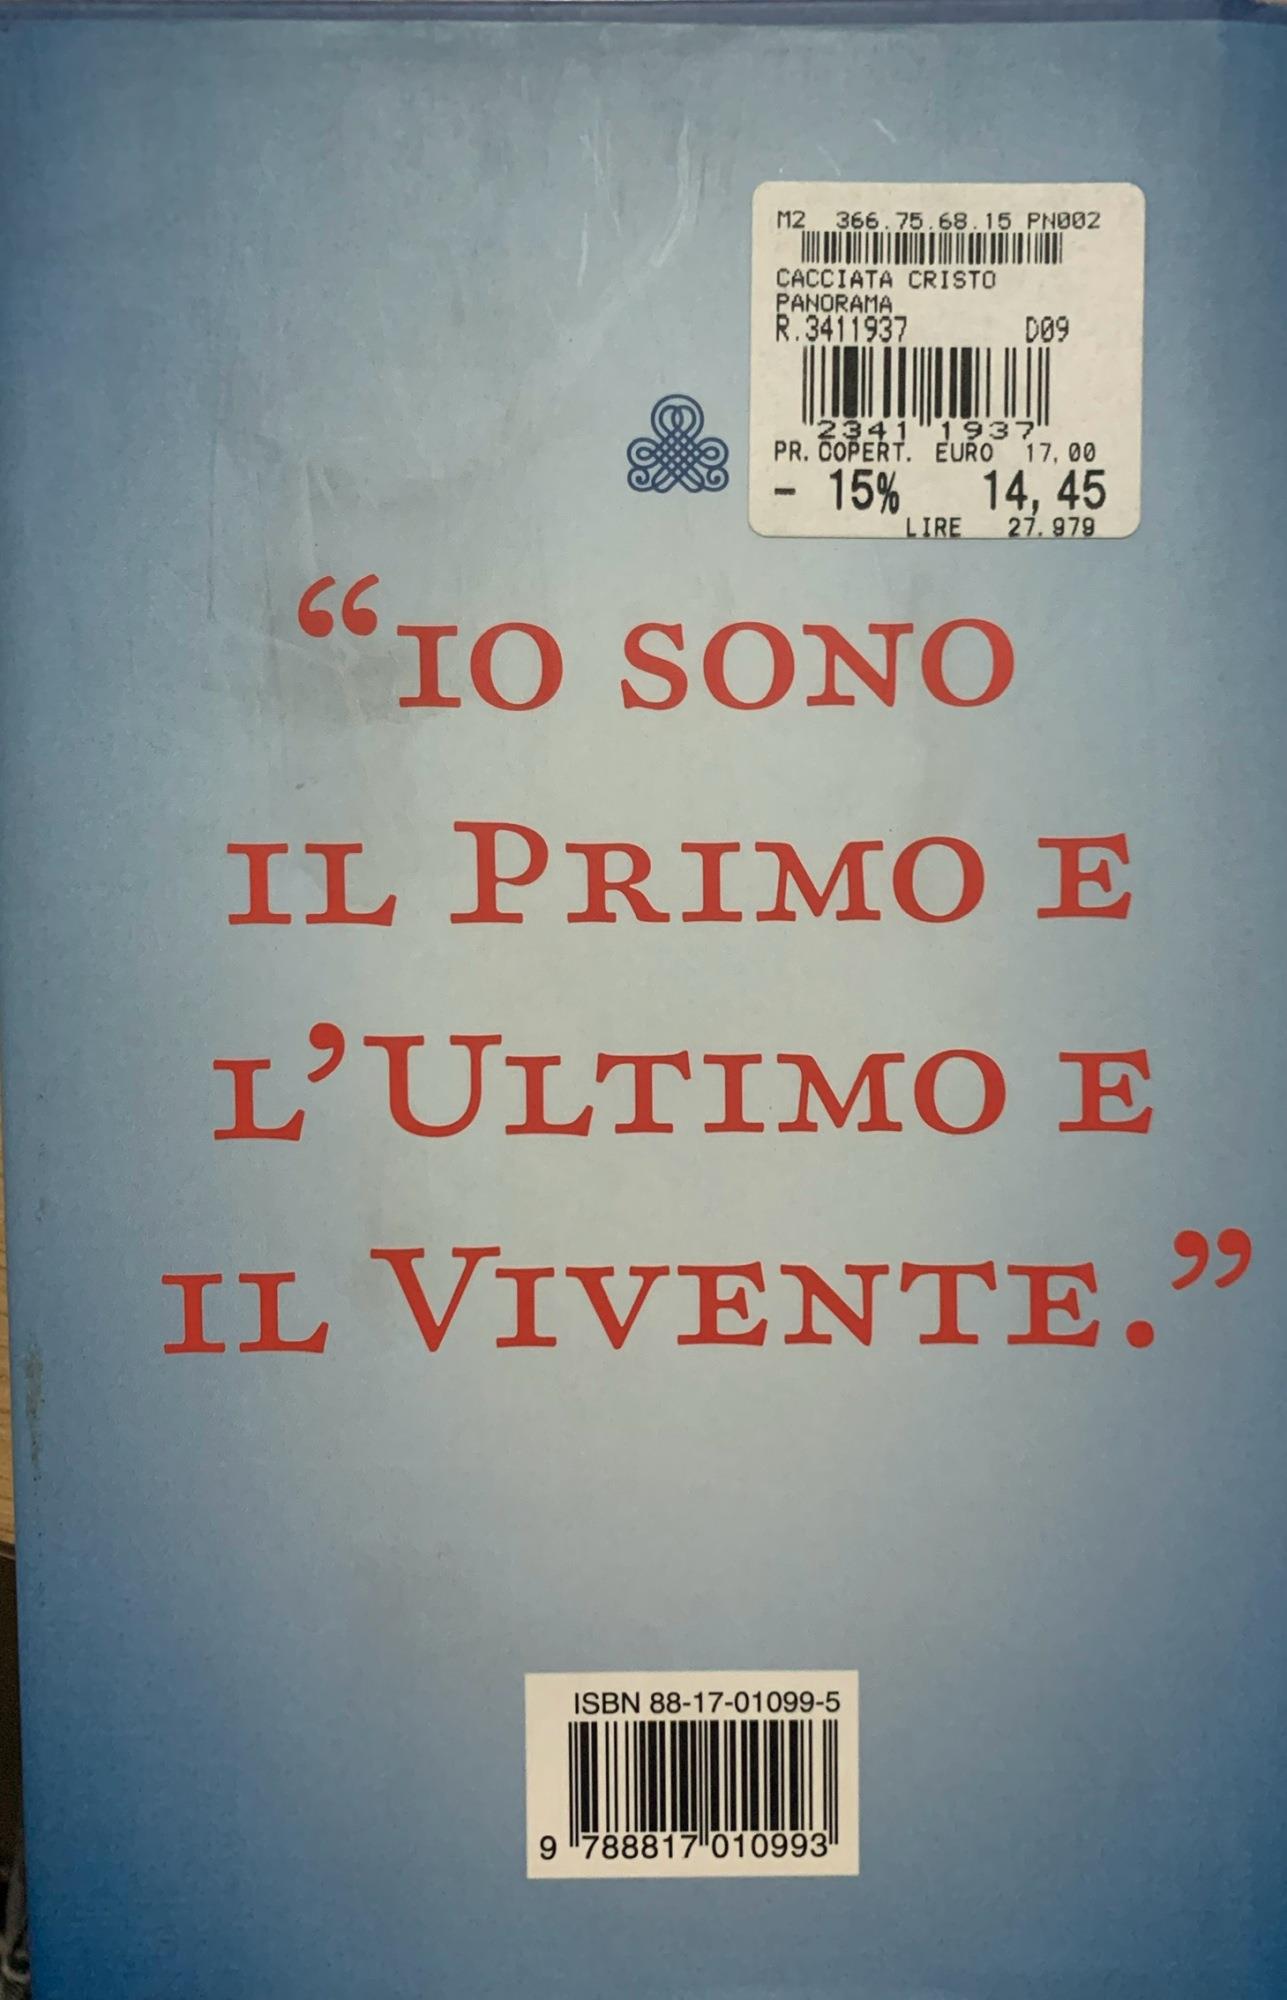 M2 366.75.68.15 PN002
CACCIATA CRISTO
PANORAMA
R.3411937 D09
2341 1937
PR. COPERT. EURO 17,00
- 15% 14,45
LIRE 27.979
“IO SONO
IL PRIMO E
L’ULTIMO E
IL VIVENTE.”
ISBN 88-17-01099-5
9 788817 010993